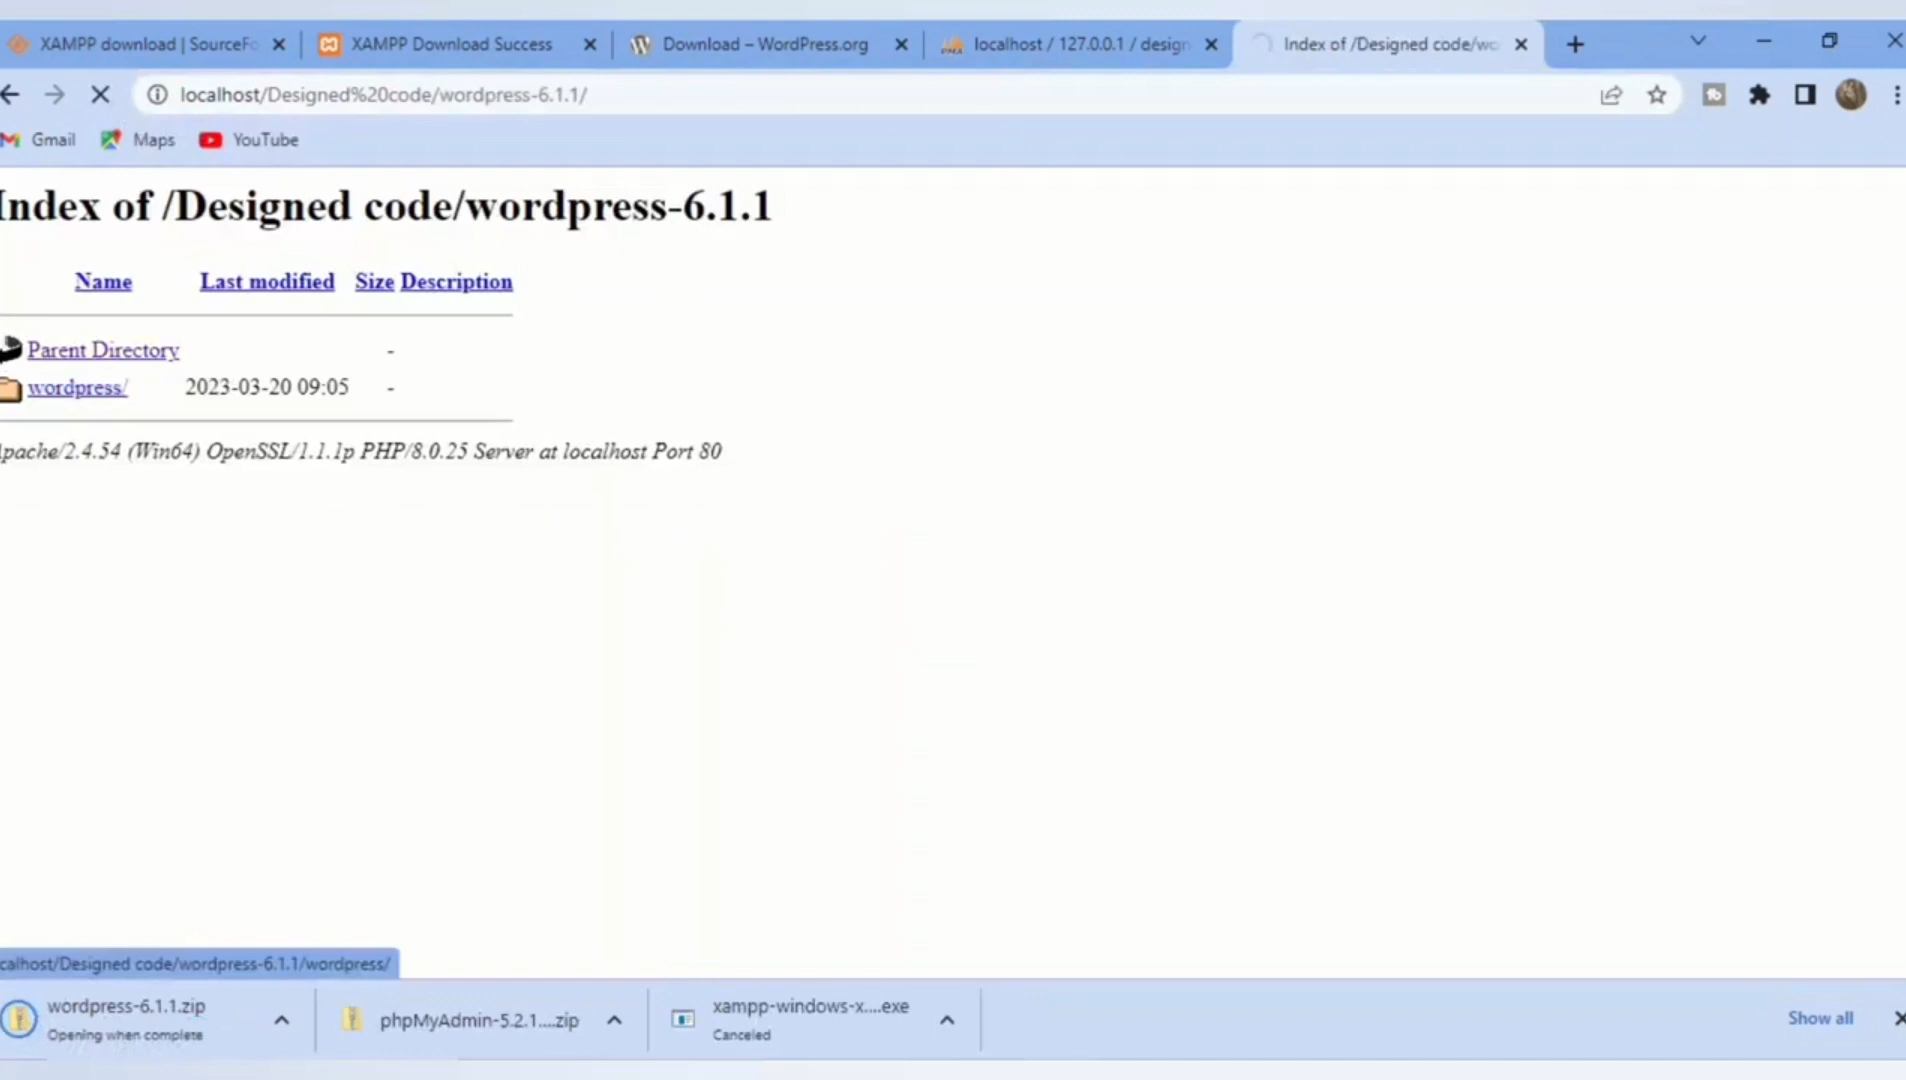 XAMPP download | SourceFo
XAMPP Download Success
Download – WordPress.org
localhost / 127.0.0.1 / design
Index of /Designed code/wo
localhost/Designed%20code/wordpress-6.1.1/
Gmail
Maps
YouTube
Index of /Designed code/wordpress-6.1.1
Name Last modified Size Description
Parent Directory -
wordpress/ 2023-03-20 09:05 -
pache/2.4.54 (Win64) OpenSSL/1.1.1p PHP/8.0.25 Server at localhost Port 80
calhost/Designed code/wordpress-6.1.1/wordpress/
wordpress-6.1.1.zip
Opening when complete
phpMyAdmin-5.2.1....zip
xampp-windows-x....exe
Canceled
Show all